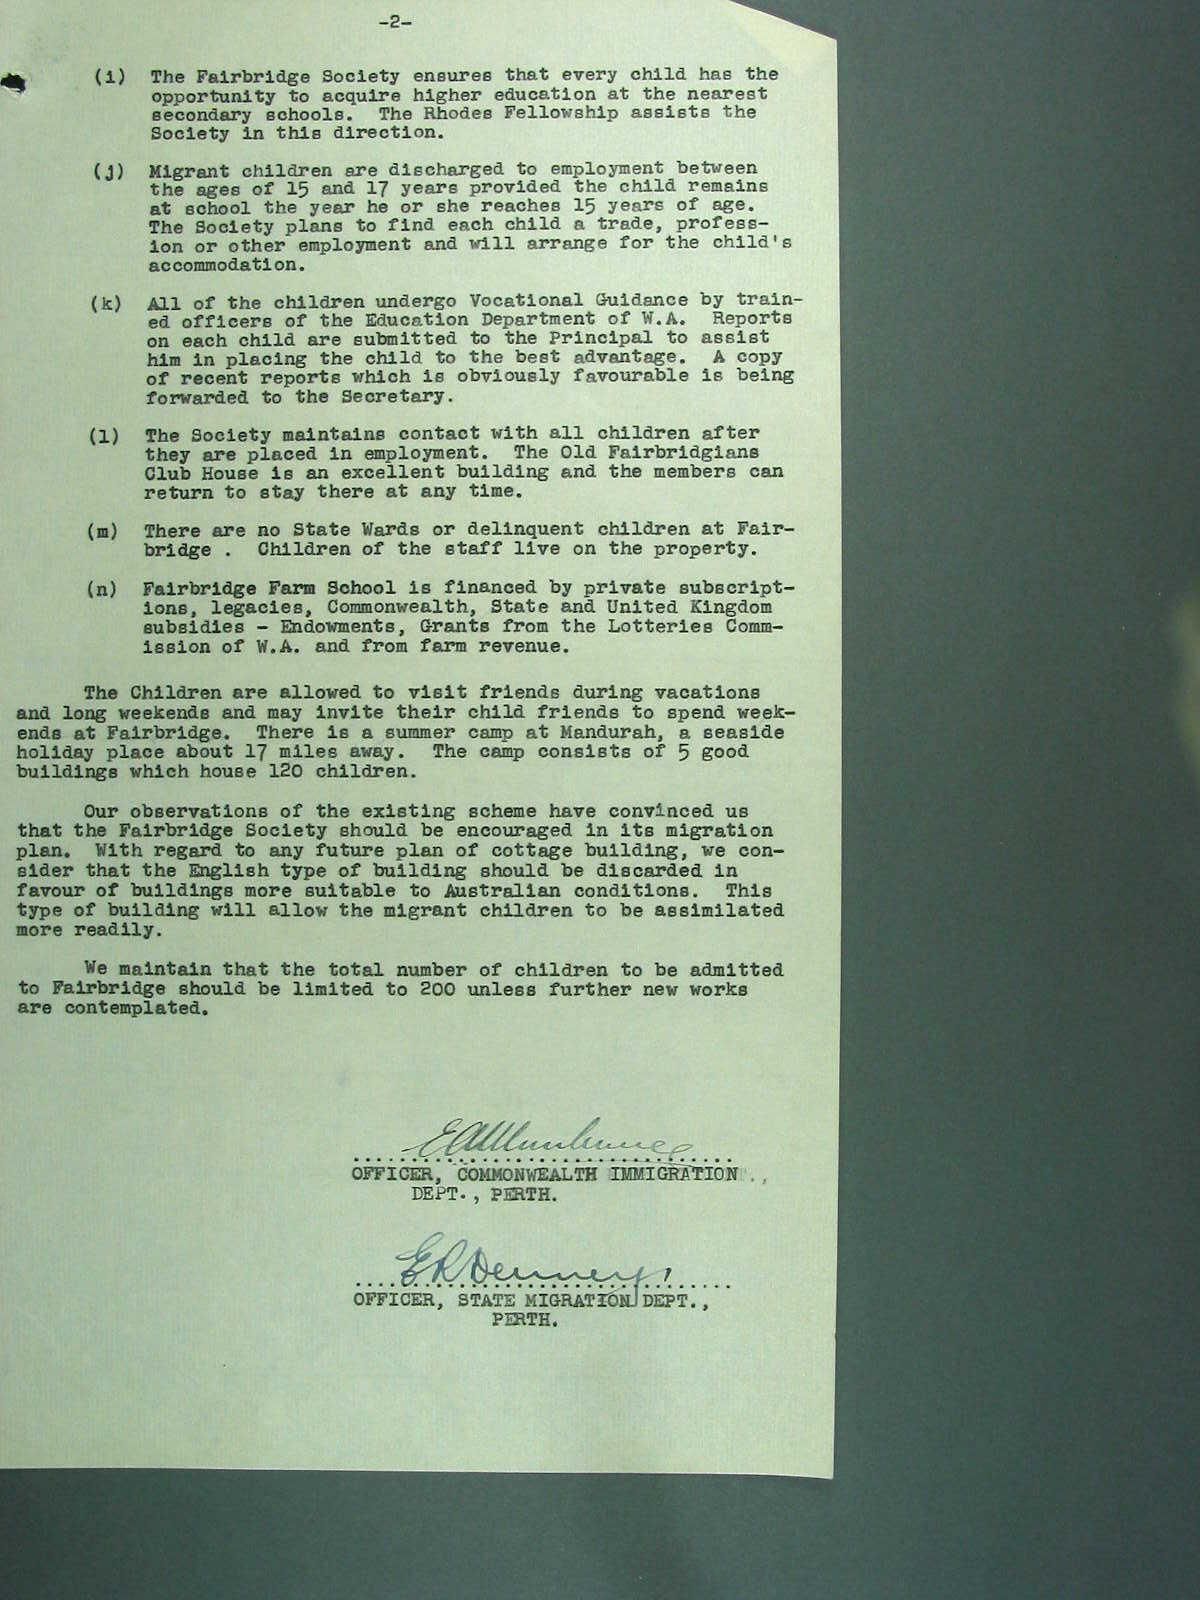 -2-
(i) The Fairbridge Society ensures that every child has the
opportunity to acquire higher education at the nearest
secondary schools. The Rhodes Fellowship assists the
Society in this direction.
(j) Migrant children are discharged to employment between
the ages of 15 and 17 years provided the child remains
at school the year he or she reaches 15 years of age.
The Society plans to find each child a trade, profess-
ion or other employment and will arrange for the child's
accommodation.
(k) All of the children undergo Vocational Guidance by train-
ed officers of the Education Department of W.A. Reports
on each child are submitted to the Principal to assist
him in placing the child to the best advantage. A copy
of recent reports which is obviously favourable is being
forwarded to the Secretary.
(l) The Society maintains contact with all children after
they are placed in employment. The Old Fairbridgians
Club House is an excellent building and the members can
return to stay there at any time.
(m) There are no State Wards or delinquent children at Fair-
bridge . Children of the staff live on the property.
(n) Fairbridge Farm School is financed by private subscript-
ions, legacies, Commonwealth, State and United Kingdom
subsidies - Endowments, Grants from the Lotteries Comm-
ission of W.A. and from farm revenue.
The Children are allowed to visit friends during vacations
and long weekends and may invite their child friends to spend week-
ends at Fairbridge. There is a summer camp at Mandurah, a seaside
holiday place about 17 miles away. The camp consists of 5 good
buildings which house 120 children.
Our observations of the existing scheme have convinced us
that the Fairbridge Society should be encouraged in its migration
plan. With regard to any future plan of cottage building, we con-
sider that the English type of building should be discarded in
favour of buildings more suitable to Australian conditions. This
type of building will allow the migrant children to be assimilated
more readily.
We maintain that the total number of children to be admitted
to Fairbridge should be limited to 200 unless further new works
are contemplated.
OFFICER, COMMONWEALTH IMMIGRATION
DEPT., PERTH.
E R Denney
OFFICER, STATE MIGRATION DEPT.,
PERTH.